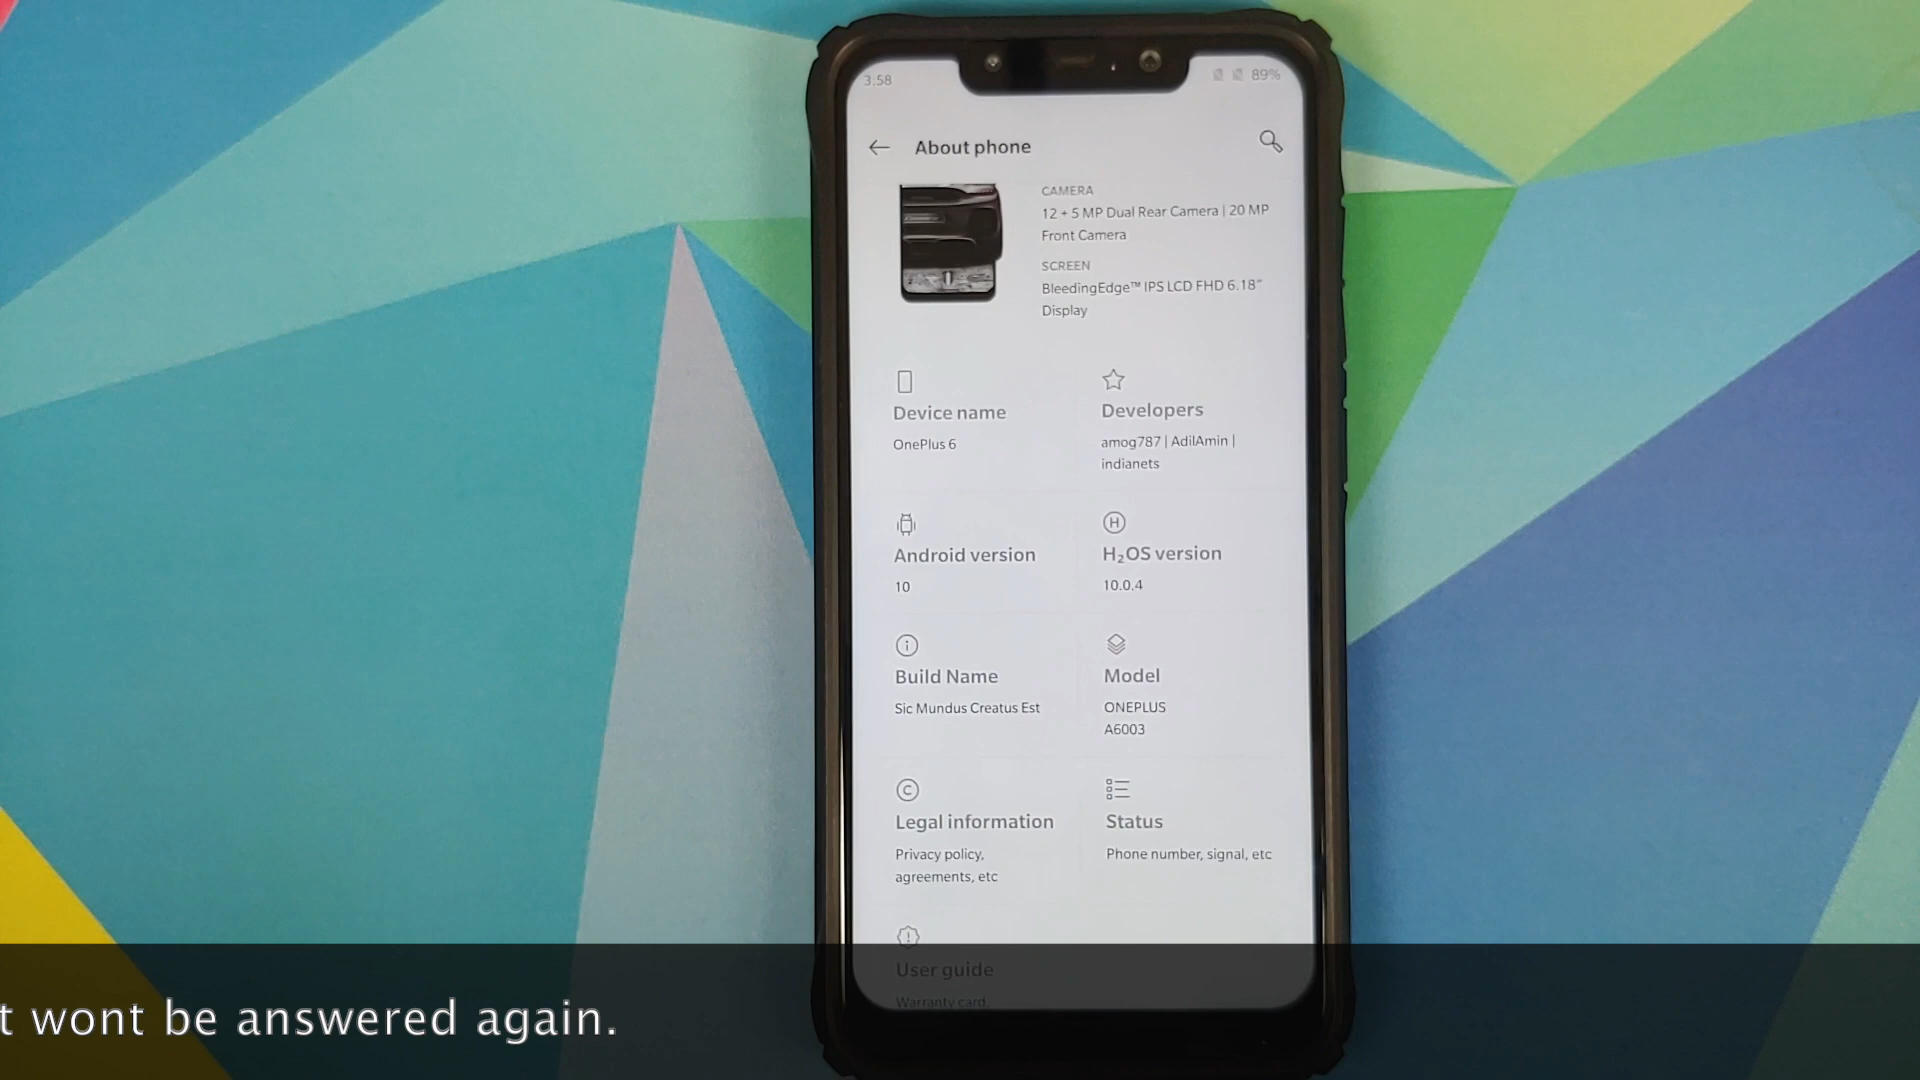 3.58
89%
About phone
CAMERA
12 + 5 MP Dual Rear Camera | 20 MP
Front Camera
SCREEN
BleedingEdge™ IPS LCD FHD 6.18"
Display
Device name
OnePlus 6
Developers
amog787 | AdilAmin |
indianets
Android version
10
H₂OS version
10.0.4
Build Name
Sic Mundus Creatus Est
Model
ONEPLUS
A6003
Legal information
Privacy policy,
agreements, etc
Status
Phone number, signal, etc
User guide
Warranty card,
t wont be answered again.